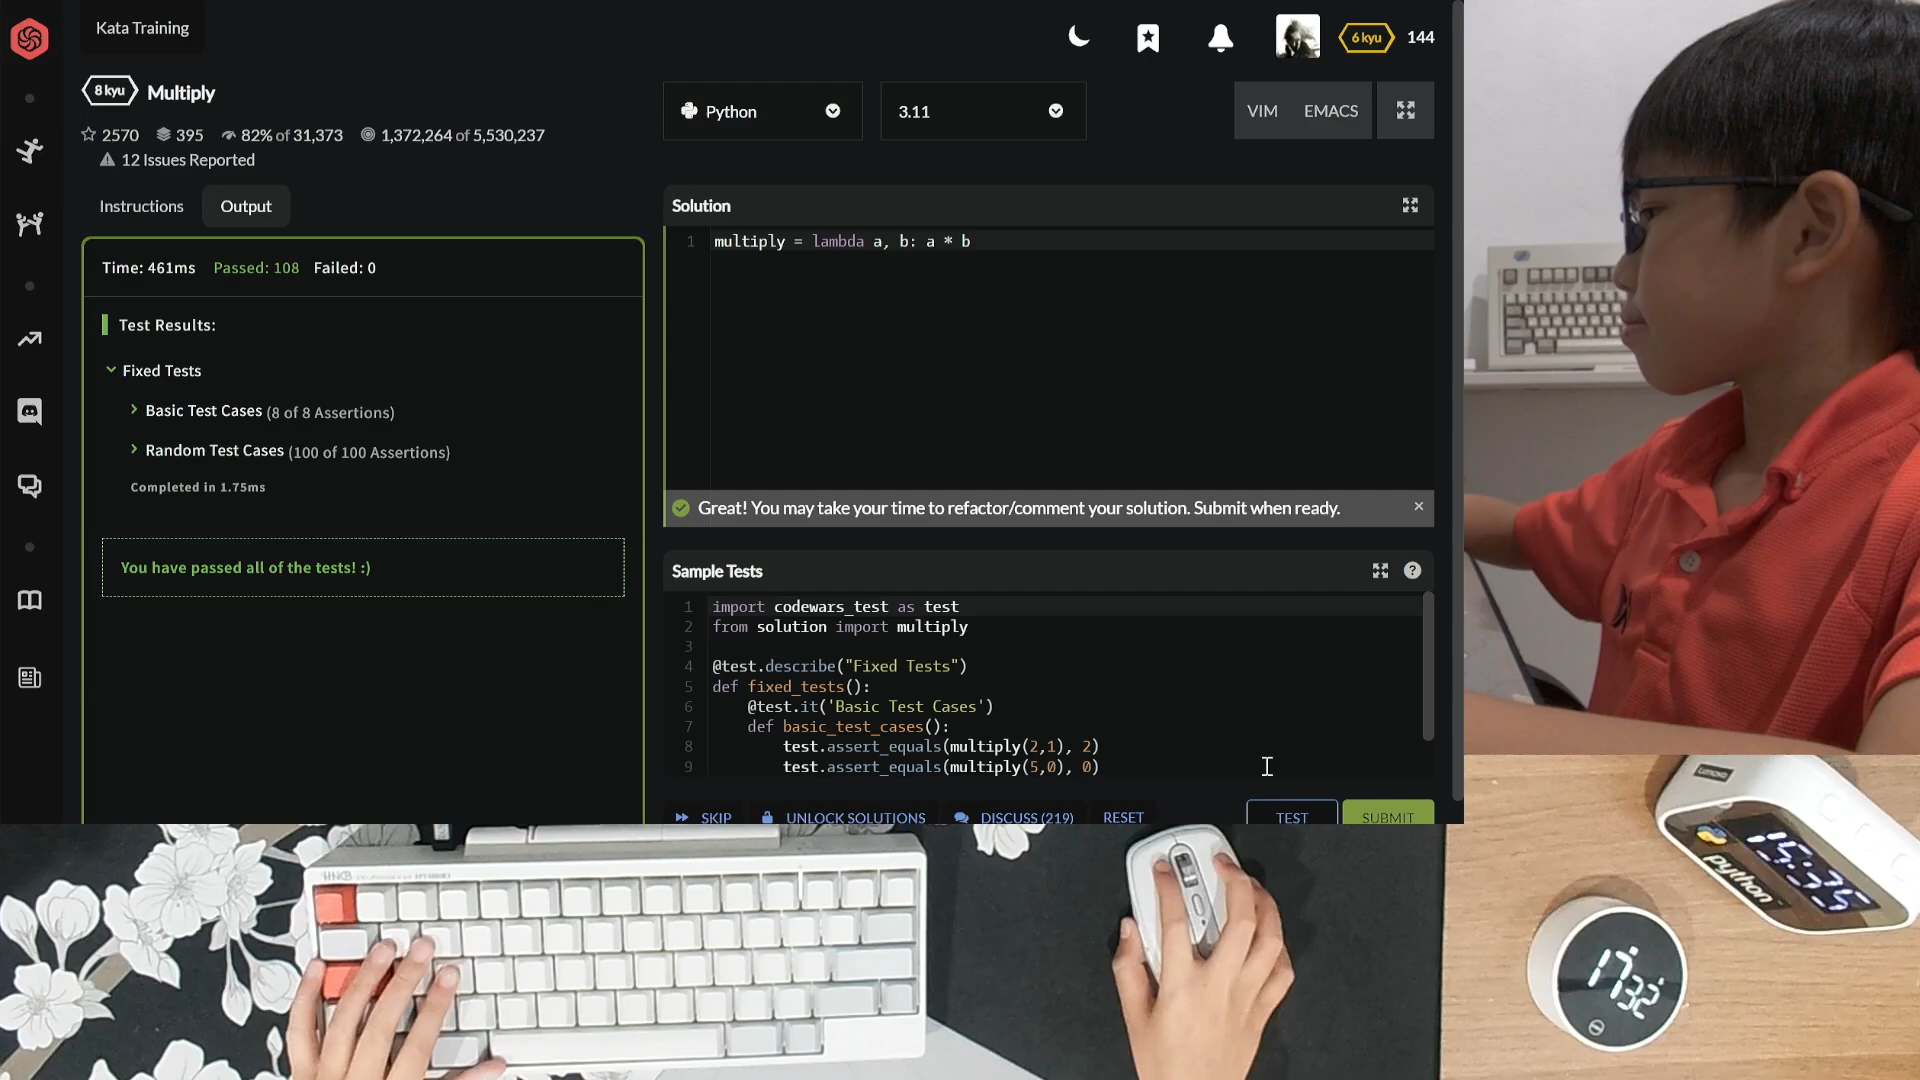 Kata Training
6 kyu
144
8 kyu
Multiply
2570
395
82% of 31,373
1,372,264 of 5,530,237
12 Issues Reported
Python
3.11
VIM
EMACS
Instructions
Output
Time: 461ms Passed: 108 Failed: 0
Test Results:
Fixed Tests
Basic Test Cases (8 of 8 Assertions)
Random Test Cases (100 of 100 Assertions)
Completed in 1.75ms
You have passed all of the tests! :)
Solution
1 multiply = lambda a, b: a * b
Great! You may take your time to refactor/comment your solution. Submit when ready.
Sample Tests
1 import codewars_test as test
2 from solution import multiply
3
4 @test.describe("Fixed Tests")
5 def fixed_tests():
6 @test.it('Basic Test Cases')
7 def basic_test_cases():
8 test.assert_equals(multiply(2,1), 2)
9 test.assert_equals(multiply(5,0), 0)
SKIP
UNLOCK SOLUTIONS
DISCUSS (219)
RESET
TEST
SUBMIT
HHKB
Lenovo
15:35
python
17:32